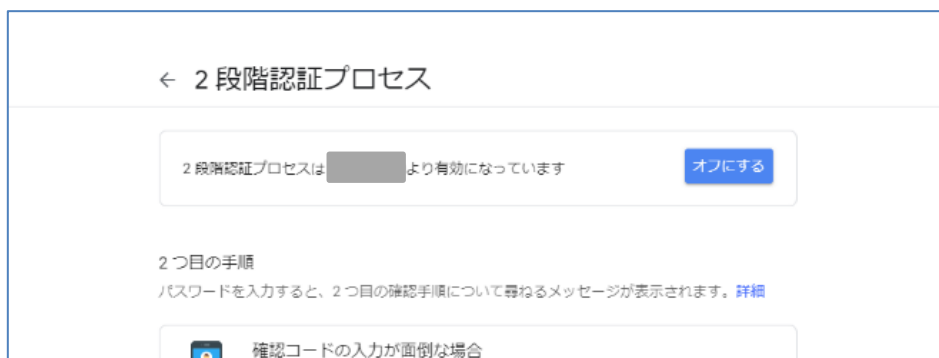 ← 2 段階認証プロセス
2 段階認証プロセスは より有効になっています
オフにする
2 つ目の手順
パスワードを入力すると、2 つ目の確認手順について尋ねるメッセージが表示されます。詳細
確認コードの入力が面倒な場合